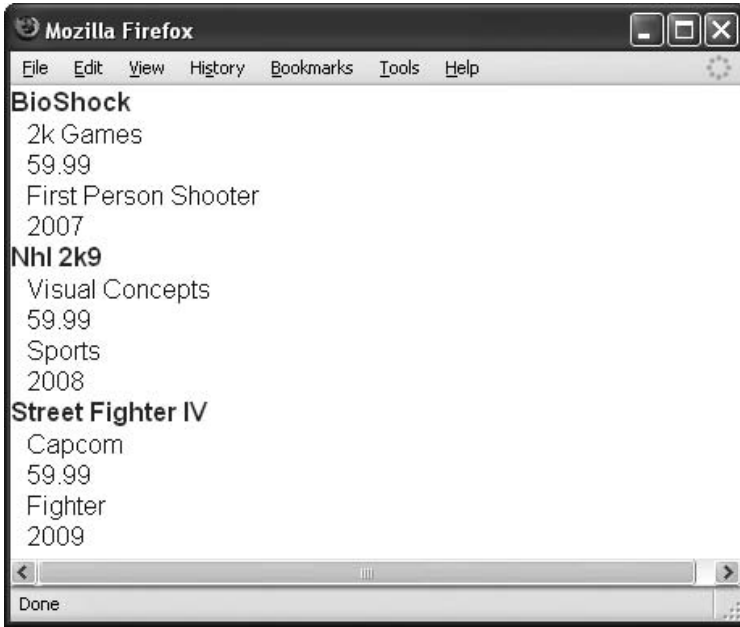 Mozilla Firefox
File Edit View History Bookmarks Tools Help
BioShock
2k Games
59.99
First Person Shooter
2007
Nhl 2k9
Visual Concepts
59.99
Sports
2008
Street Fighter IV
Capcom
59.99
Fighter
2009
Done